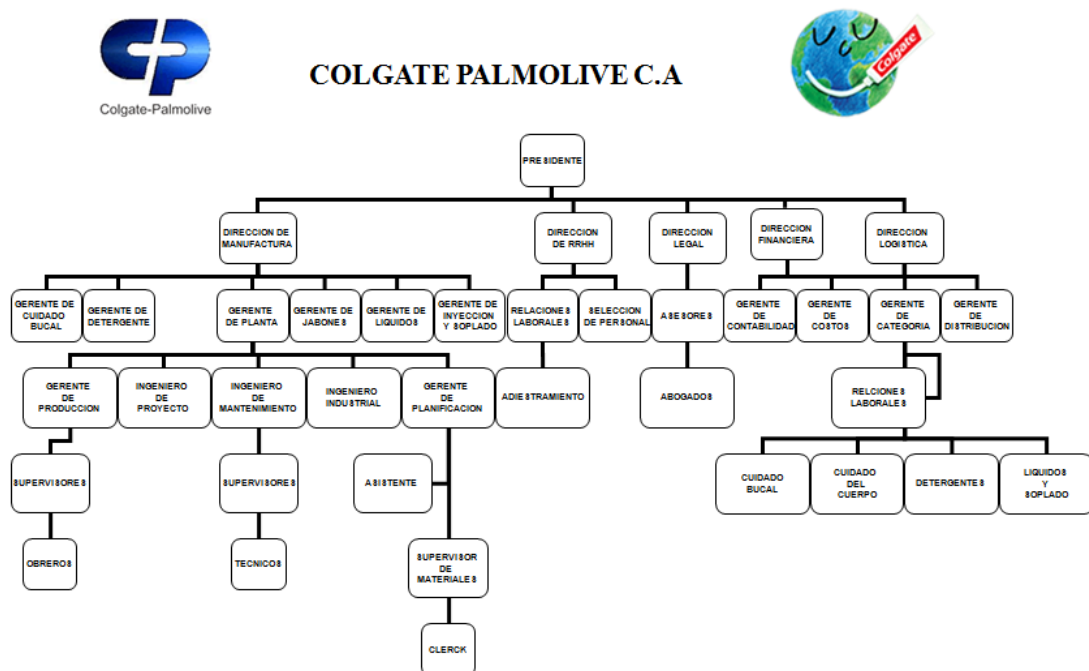 Colgate-Palmolive
COLGATE PALMOLIVE C.A
Colgate
PRESIDENTE
DIRECCION DE
MANUFACTURA
DIRECCION
DE RRHH
DIRECCION
LEGAL
DIRECCION
FINANCIERA
DIRECCION
LOGISTICA
GERENTE DE
CUIDADO
BUCAL
GERENTE DE
DETERGENTE
GERENTE
DE PLANTA
GERENTE DE
JABONES
GERENTE DE
LIQUIDOS
GERENTE DE
INYECCION
Y SOPLADO
RELACIONES
LABORALES
SELECCION
DE PERSONAL
ASESORES
GERENTE
DE
CONTABILIDAD
GERENTE
DE
COSTOS
GERENTE
DE
CATEGORIA
GERENTE
DE
DISTRIBUCION
GERENTE
DE
PRODUCCION
INGENIERO
DE
PROYECTO
INGENIERO
DE
MANTENIMIENTO
INGENIERO
INDUSTRIAL
GERENTE
DE
PLANIFICACION
ADIESTRAMIENTO
ABOGADOS
RELCIONES
LABORALES
SUPERVISORES
SUPERVISORES
ASISTENTE
CUIDADO
BUCAL
CUIDADO
DEL
CUERPO
DETERGENTES
LIQUIDOS
Y
SOPLADO
OBREROS
TECNICOS
SUPERVISOR
DE
MATERIALES
CLERCK